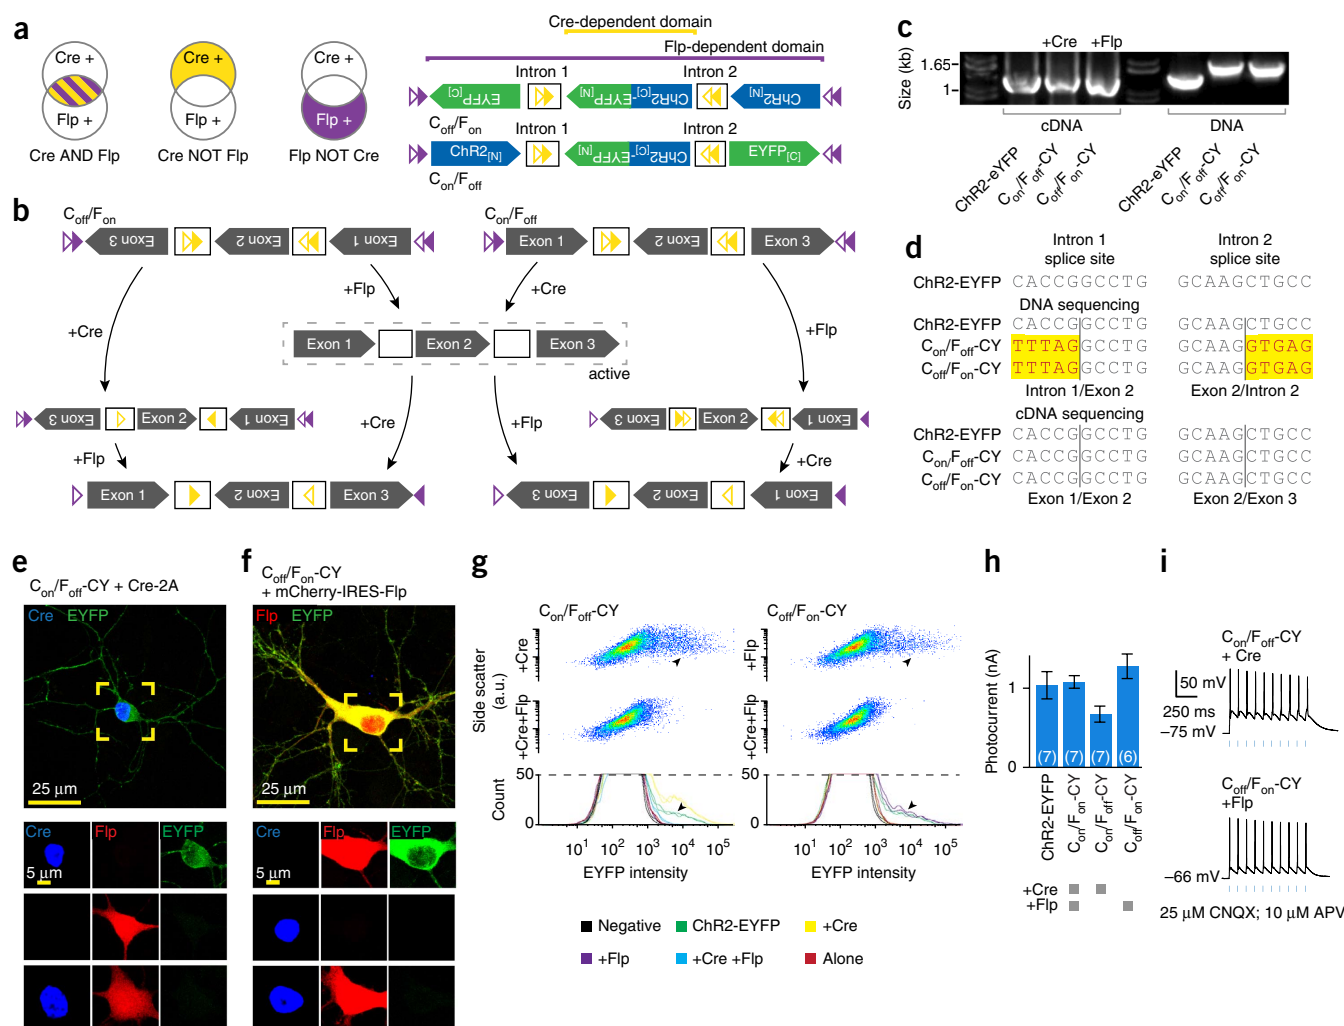 a
Cre +
Flp +
Cre AND Flp
Cre +
Flp +
Cre NOT Flp
Cre +
Flp +
Flp NOT Cre
Cre-dependent domain
Flp-dependent domain
Intron 1
Intron 2
EYFP[C]
EYFP[N]
ChR2[C]-
ChR2[N]
Coff/Fon
Intron 1
Intron 2
ChR2[N]
EYFP[N]
ChR2[C]-
EYFP[C]
Con/Foff
b
Coff/Fon
Exon 3
Exon 2
Exon 1
Con/Foff
Exon 1
Exon 2
Exon 3
+Cre
+Flp
+Cre
+Flp
Exon 1
Exon 2
Exon 3
active
Exon 3
Exon 2
Exon 1
+Cre
+Flp
Exon 3
Exon 2
Exon 1
+Flp
+Cre
Exon 1
Exon 2
Exon 3
Exon 3
Exon 2
Exon 1
c
Size (kb)
1.65
1
+Cre
+Flp
cDNA
DNA
ChR2-eYFP
Con/Foff-CY
Coff/Fon-CY
ChR2-eYFP
Con/Foff-CY
Coff/Fon-CY
d
Intron 1
splice site
Intron 2
splice site
ChR2-EYFP CACCGGCCTG GCAAGCTGCC
DNA sequencing
ChR2-EYFP CACCGGCCTG GCAAGCTGCC
Con/Foff-CY TTTAGGCCTG GCAAGGTGAG
Coff/Fon-CY TTTAGGCCTG GCAAGGTGAG
Intron 1/Exon 2 Exon 2/Intron 2
cDNA sequencing
ChR2-EYFP CACCGGCCTG GCAAGCTGCC
Con/Foff-CY CACCGGCCTG GCAAGCTGCC
Coff/Fon-CY CACCGGCCTG GCAAGCTGCC
Exon 1/Exon 2 Exon 2/Exon 3
e
Con/Foff-CY + Cre-2A
Cre EYFP
25 μm
Cre
Flp
EYFP
5 μm
f
Coff/Fon-CY
+ mCherry-IRES-Flp
Flp EYFP
25 μm
Cre
Flp
EYFP
5 μm
g
Con/Foff-CY
Coff/Fon-CY
Side scatter
(a.u.)
+Cre
+Cre+Flp
+Flp
+Cre+Flp
Count
50
0
10¹ 10² 10³ 10⁴ 10⁵
EYFP intensity
50
0
10¹ 10² 10³ 10⁴ 10⁵
EYFP intensity
Negative
ChR2-EYFP
+Cre
+Flp
+Cre +Flp
Alone
h
Photocurrent (nA)
1
0
(7)
(7)
(7)
(6)
ChR2-EYFP
Con/Fon-CY
Con/Foff-CY
Coff/Fon-CY
+Cre
+Flp
i
Con/Foff-CY
+ Cre
50 mV
250 ms
−75 mV
Coff/Fon-CY
+Flp
−66 mV
25 μM CNQX; 10 μM APV